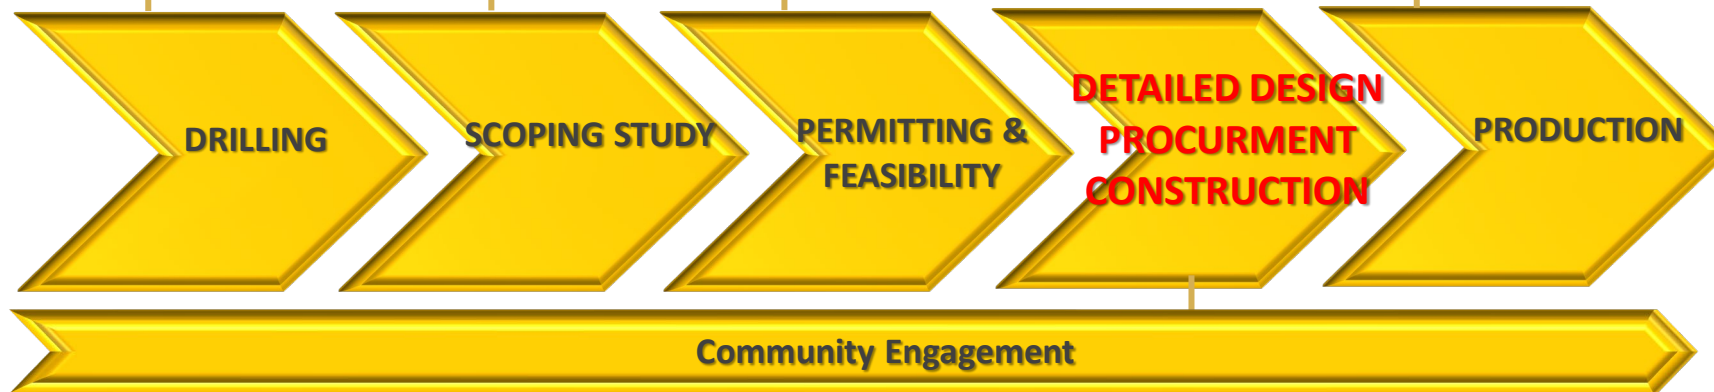 DRILLING
SCOPING STUDY
PERMITTING &
FEASIBILITY
DETAILED DESIGN
PROCURMENT
CONSTRUCTION
PRODUCTION
Community Engagement